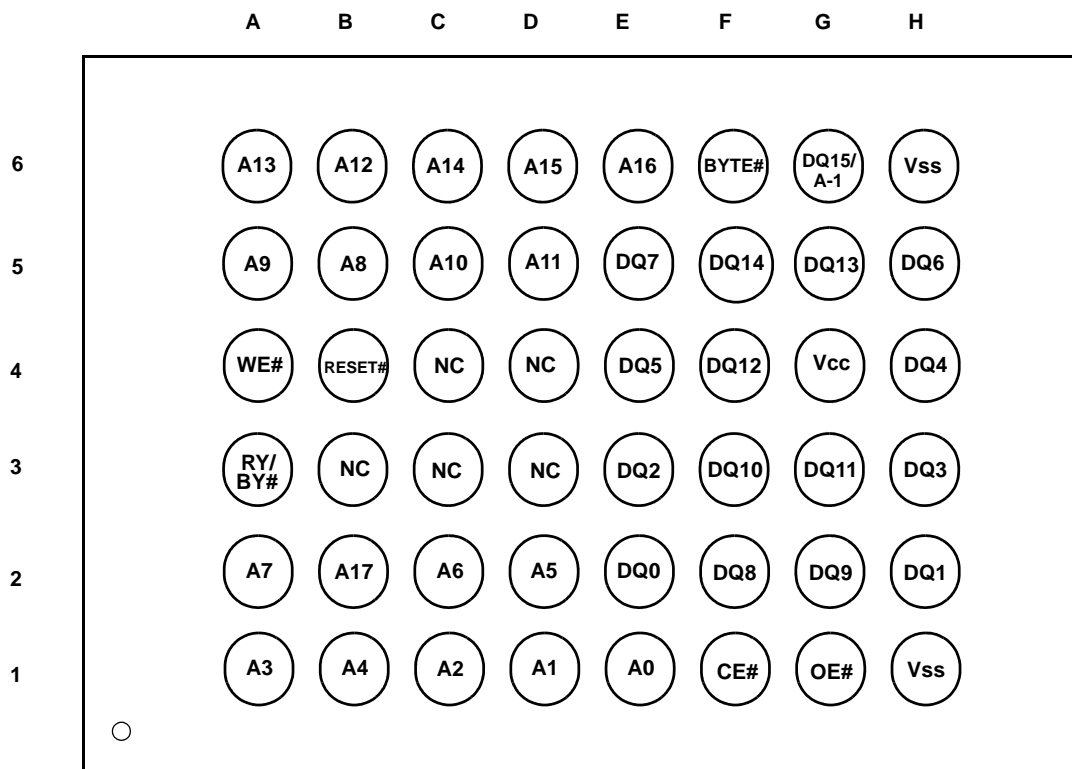 A B C D E F G H
6 A13 A12 A14 A15 A16 BYTE# DQ15/ A-1 Vss
5 A9 A8 A10 A11 DQ7 DQ14 DQ13 DQ6
4 WE# RESET# NC NC DQ5 DQ12 Vcc DQ4
3 RY/ BY# NC NC NC DQ2 DQ10 DQ11 DQ3
2 A7 A17 A6 A5 DQ0 DQ8 DQ9 DQ1
1 A3 A4 A2 A1 A0 CE# OE# Vss